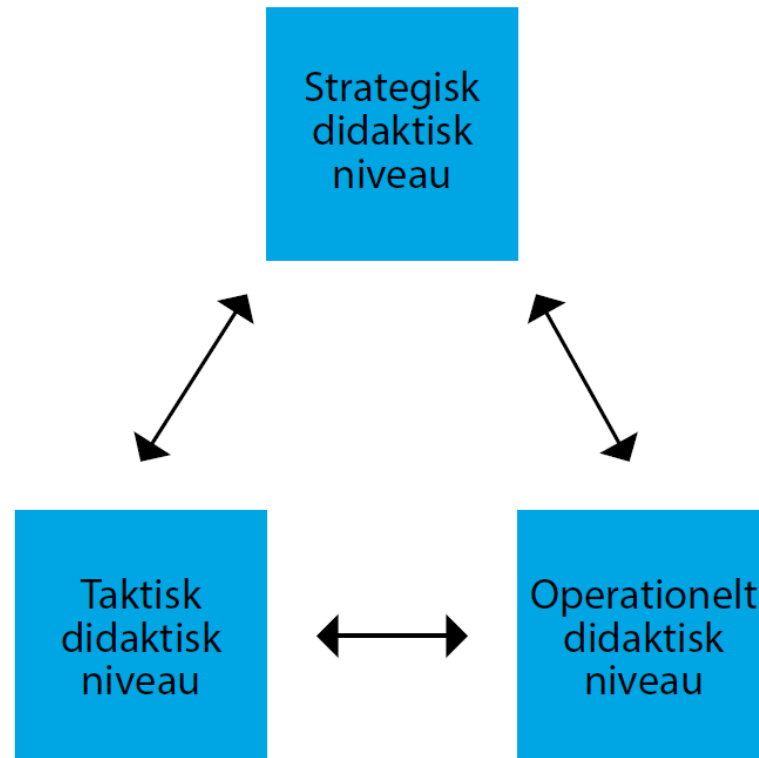 Strategisk
didaktisk
niveau
Taktisk
didaktisk
niveau
Operationelt
didaktisk
niveau